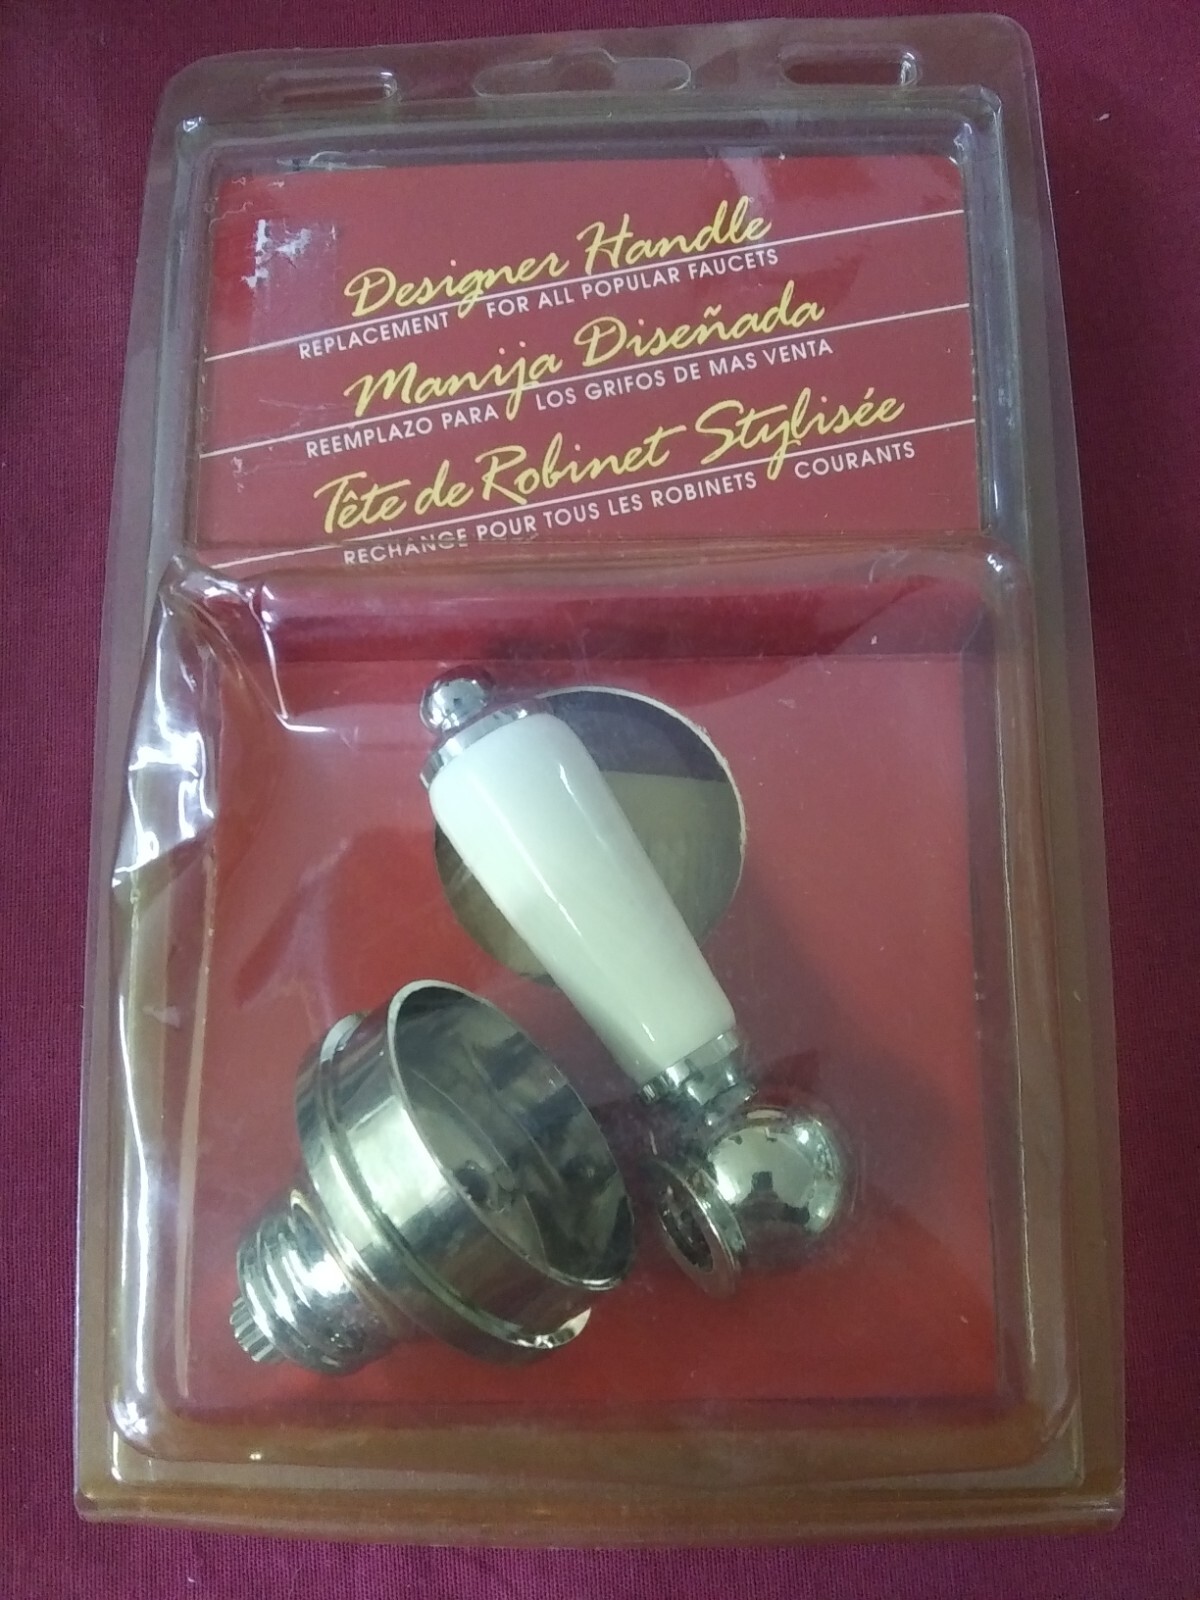 Designer Handle
REPLACEMENT FOR ALL POPULAR FAUCETS
Manija Diseñada
REEMPLAZO PARA LOS GRIFOS DE MAS VENTA
Tête de Robinet Stylisée
RECHANGE POUR TOUS LES ROBINETS COURANTS